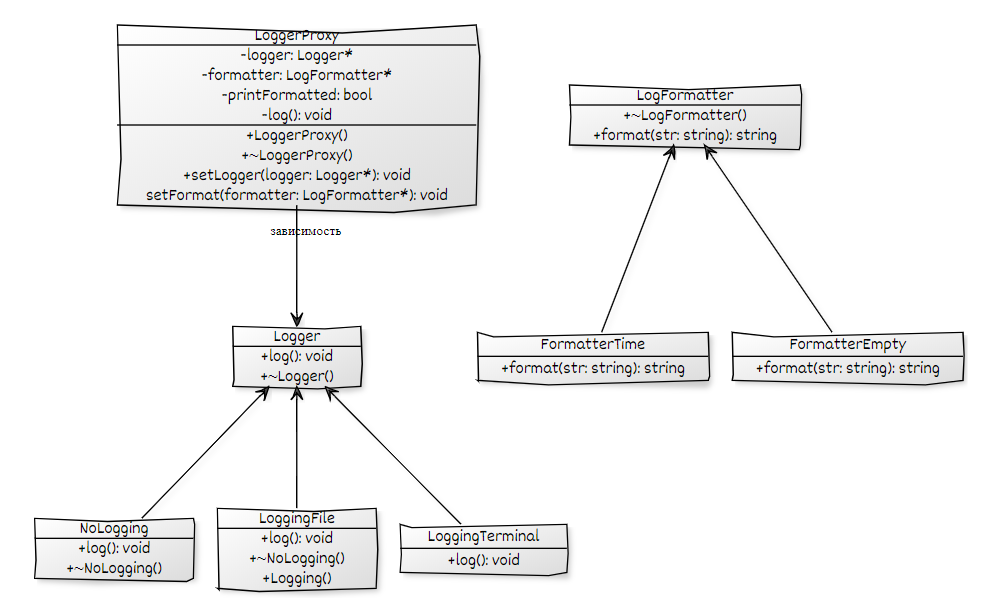 LoggerProxy
-logger: Logger*
-formatter: LogFormatter*
-printFormatted: bool
-log(): void
+LoggerProxy()
+~LoggerProxy()
+setLogger(logger: Logger*): void
setFormat(formatter: LogFormatter*): void
зависимость
LogFormatter
+~LogFormatter()
+format(str: string): string
Logger
+log(): void
+~Logger()
FormatterTime
+format(str: string): string
FormatterEmpty
+format(str: string): string
NoLogging
+log(): void
+~NoLogging()
LoggingFile
+log(): void
+~NoLogging()
+Logging()
LoggingTerminal
+log(): void